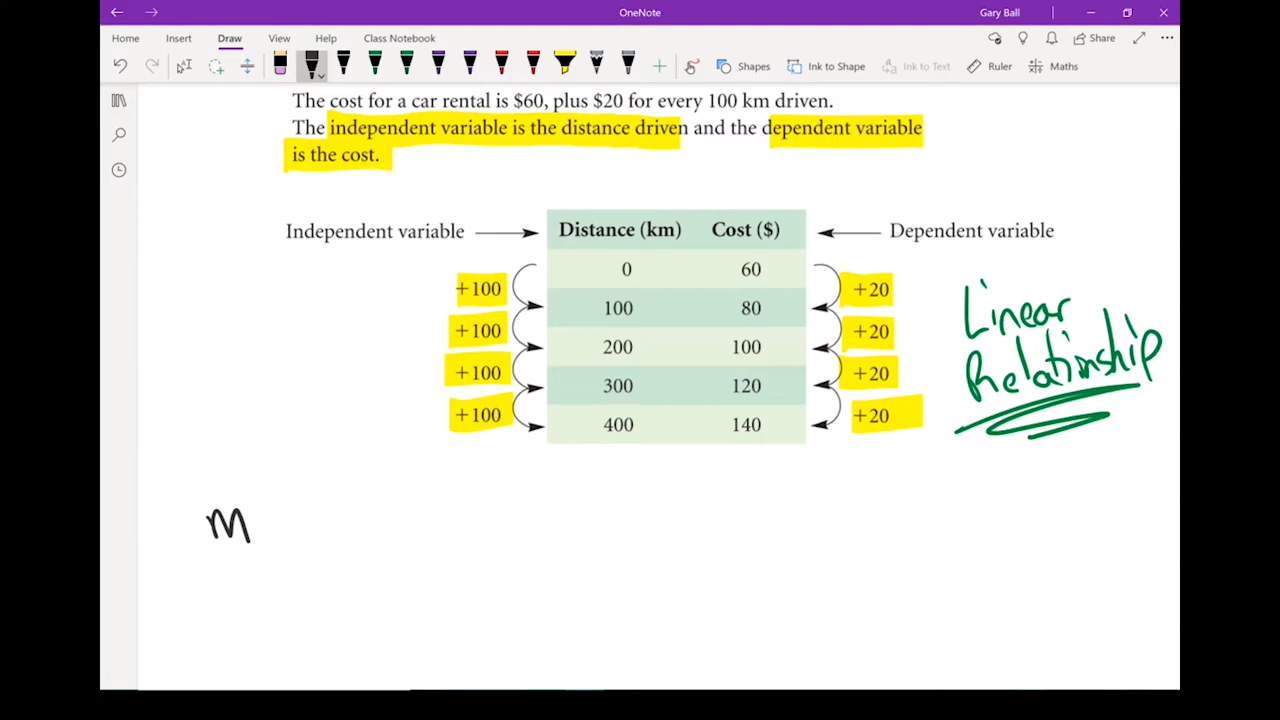 OneNote
Gary Ball
Home Insert Draw View Help Class Notebook
Share
Shapes Ink to Shape Ink to Text Ruler Maths
The cost for a car rental is $60, plus $20 for every 100 km driven.
The independent variable is the distance driven and the dependent variable
is the cost.
Independent variable Distance (km) Cost ($) Dependent variable
0 60
+100 +20
100 80
+100 +20
200 100
+100 +20
300 120
+100 +20
400 140
Linear
Relationship
m